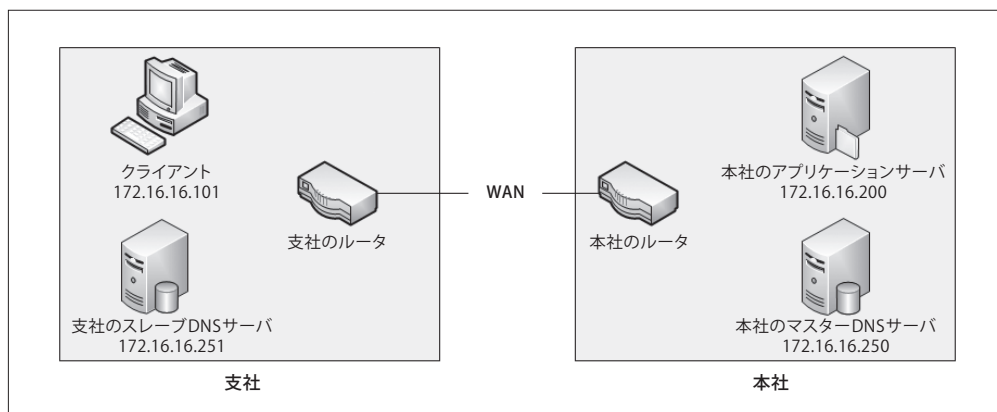 クライアント
172.16.16.101
支社のルータ
支社のスレーブDNSサーバ
172.16.16.251
支社
WAN
本社のアプリケーションサーバ
172.16.16.200
本社のルータ
本社のマスターDNSサーバ
172.16.16.250
本社